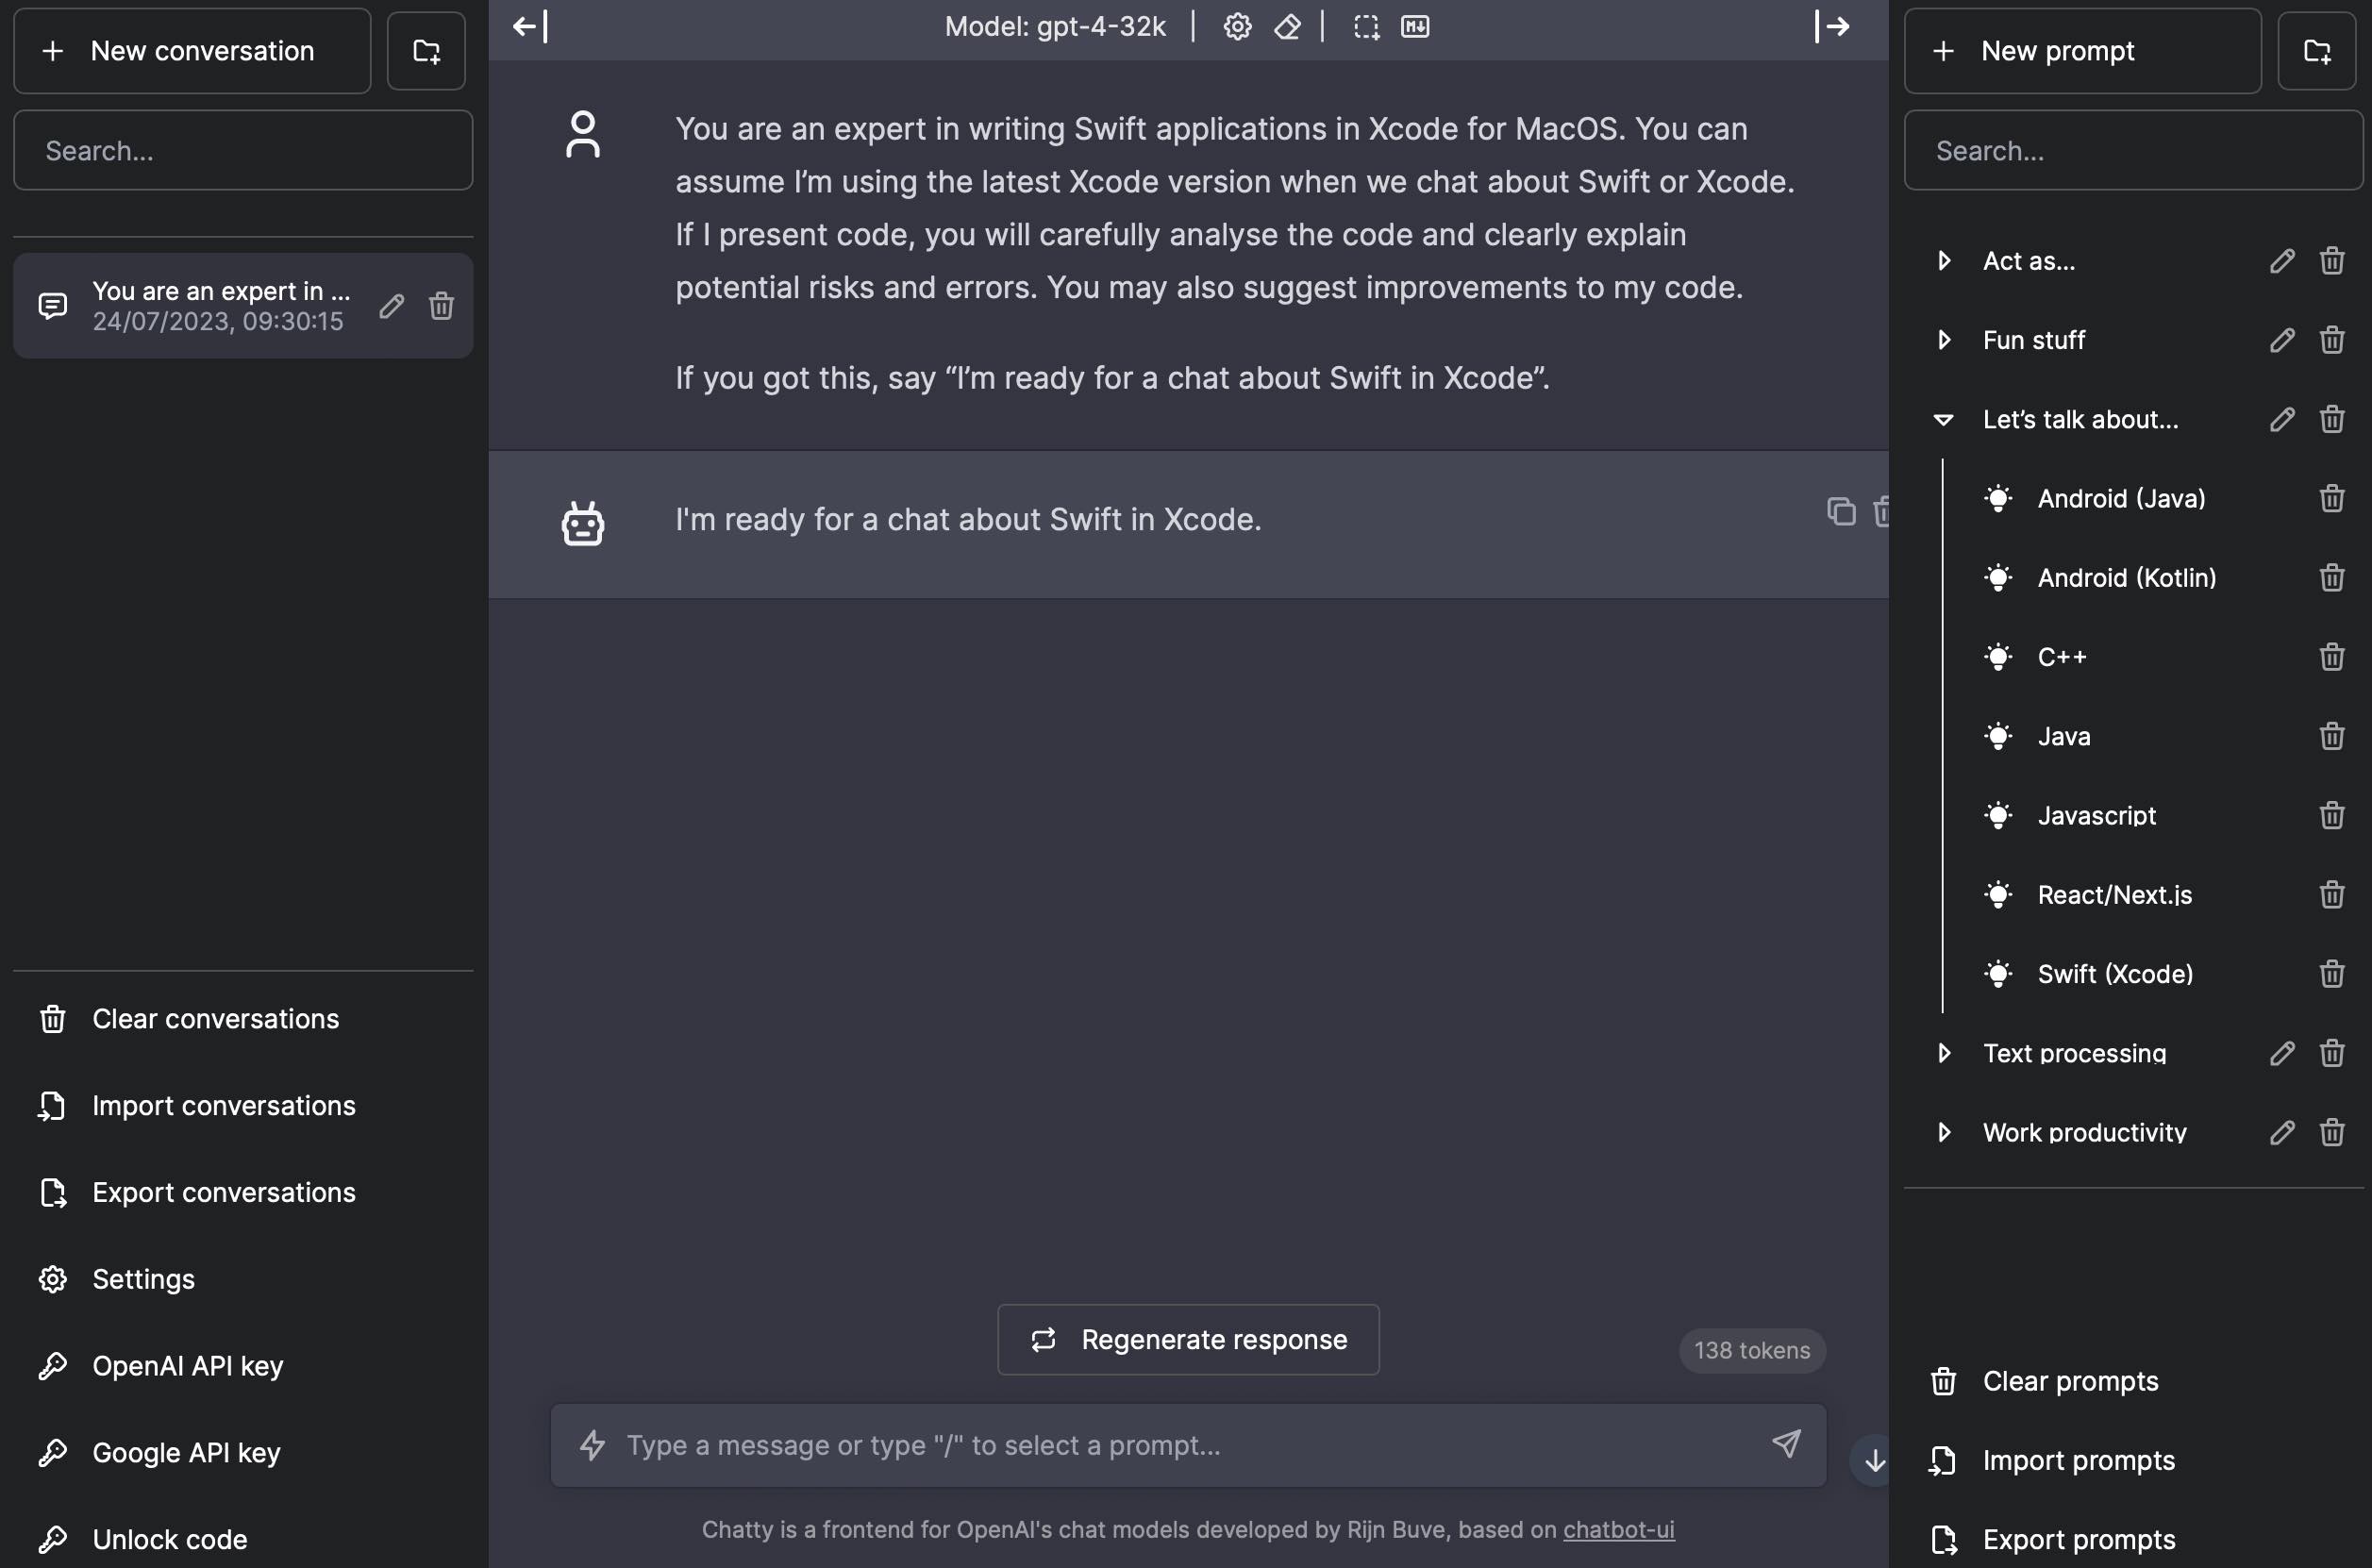 New conversation
Search...
You are an expert in ...
24/07/2023, 09:30:15
Clear conversations
Import conversations
Export conversations
Settings
OpenAI API key
Google API key
Unlock code
Model: gpt-4-32k
You are an expert in writing Swift applications in Xcode for MacOS. You can
assume I’m using the latest Xcode version when we chat about Swift or Xcode.
If I present code, you will carefully analyse the code and clearly explain
potential risks and errors. You may also suggest improvements to my code.
If you got this, say “I’m ready for a chat about Swift in Xcode”.
I'm ready for a chat about Swift in Xcode.
Regenerate response
138 tokens
Type a message or type "/" to select a prompt...
Chatty is a frontend for OpenAI's chat models developed by Rijn Buve, based on chatbot-ui
New prompt
Search...
Act as...
Fun stuff
Let’s talk about...
Android (Java)
Android (Kotlin)
C++
Java
Javascript
React/Next.js
Swift (Xcode)
Text processing
Work productivity
Clear prompts
Import prompts
Export prompts